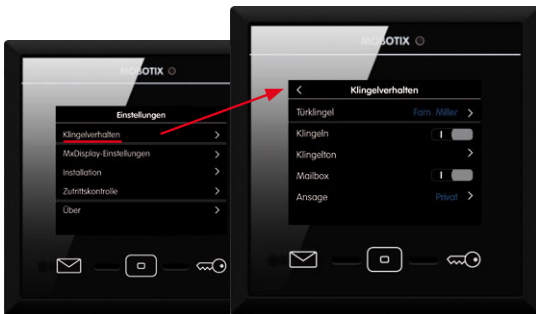 MOBOTIX
Einstellungen
Klingelverhalten
MxDisplay-Einstellungen
Installation
Zutrittskontrolle
Über
MOBOTIX
Klingelverhalten
Türklingel Fam. Miller
Klingeln
Klingelton
Mailbox
Ansage Privat